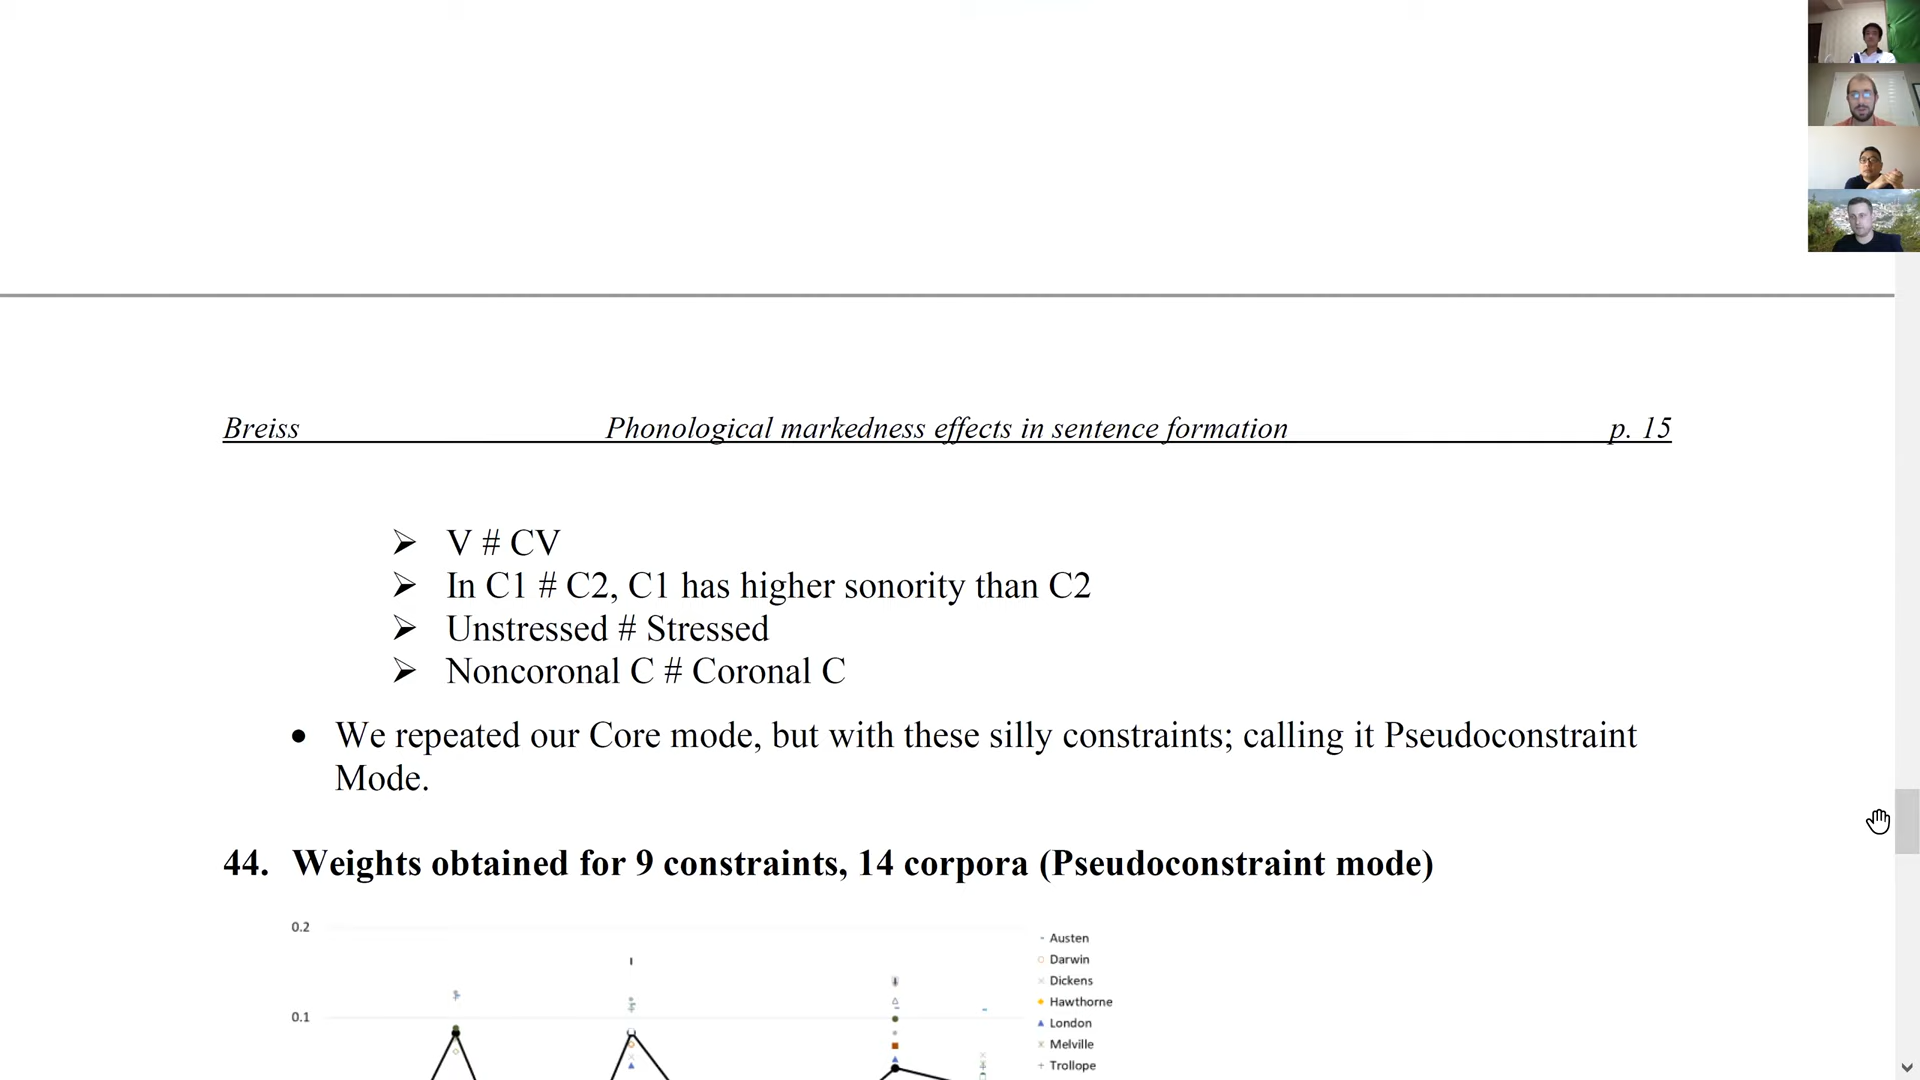 Breiss Phonological markedness effects in sentence formation p. 15
➢ V # CV
➢ In C1 # C2, C1 has higher sonority than C2
➢ Unstressed # Stressed
➢ Noncoronal C # Coronal C
• We repeated our Core mode, but with these silly constraints; calling it Pseudoconstraint
Mode.
44. Weights obtained for 9 constraints, 14 corpora (Pseudoconstraint mode)
0.2
0.1
Austen
Darwin
Dickens
Hawthorne
London
Melville
Trollope